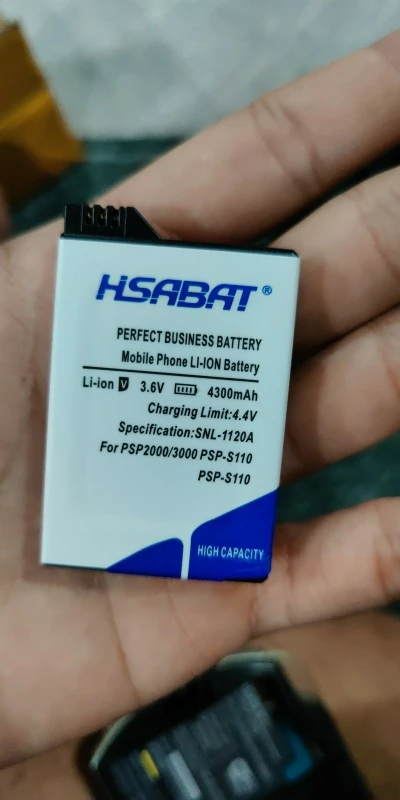 HSABAT®
PERFECT BUSINESS BATTERY
Mobile Phone LI-ION Battery
Li-ion V 3.6V 4300mAh
Charging Limit:4.4V
Specification:SNL-1120A
For PSP2000/3000 PSP-S110
PSP-S110
HIGH CAPACITY